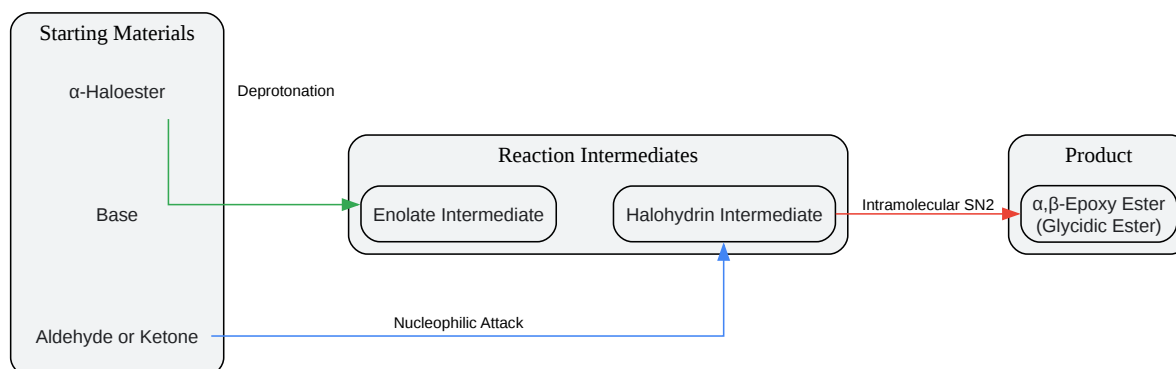 Starting Materials
α-Haloester
Deprotonation
Base
Aldehyde or Ketone
Nucleophilic Attack
Reaction Intermediates
Enolate Intermediate
Halohydrin Intermediate
Intramolecular SN2
Product
α,β-Epoxy Ester
(Glycidic Ester)